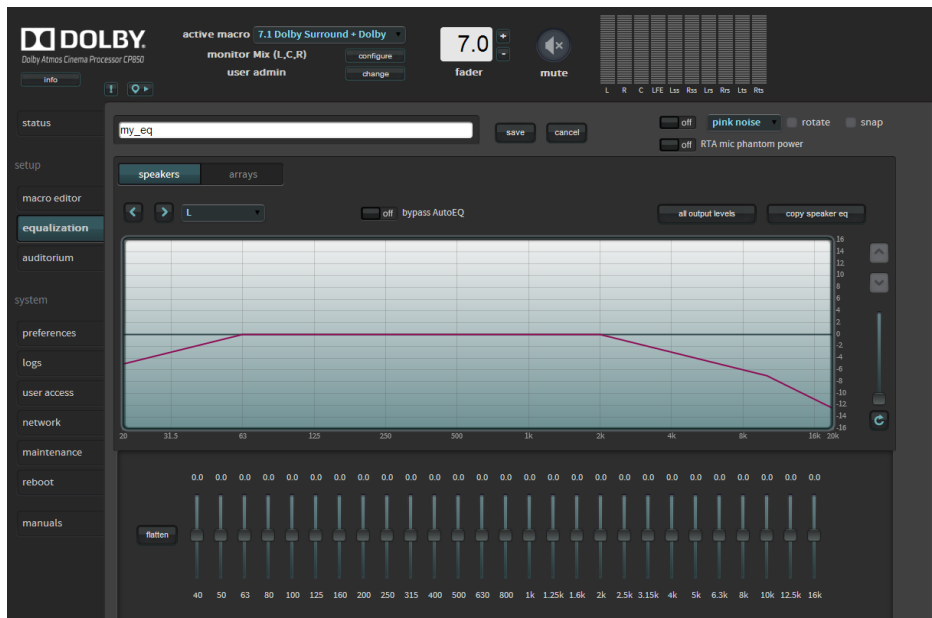 DOLBY.
Dolby Atmos Cinema Processor CP850
info
active macro 7.1 Dolby Surround + Dolby
monitor Mix (L,C,R) configure
user admin change
7.0 + -
fader
mute
L R C LFE Lss Rss Lrs Rrs Lts Rts
status
setup
macro editor
equalization
auditorium
system
preferences
logs
user access
network
maintenance
reboot
manuals
my_eq save cancel
off pink noise rotate snap
off RTA mic phantom power
speakers arrays
L off bypass AutoEQ all output levels copy speaker eq
16
14
12
10
8
6
4
2
0
-2
-4
-6
-8
-10
-12
-14
-16
20 31.5 63 125 250 500 1k 2k 4k 8k 16k 20k
0.0 0.0 0.0 0.0 0.0 0.0 0.0 0.0 0.0 0.0 0.0 0.0 0.0 0.0 0.0 0.0 0.0 0.0 0.0 0.0 0.0 0.0 0.0 0.0 0.0 0.0 0.0
flatten
40 50 63 80 100 125 160 200 250 315 400 500 630 800 1k 1.25k 1.6k 2k 2.5k 3.15k 4k 5k 6.3k 8k 10k 12.5k 16k